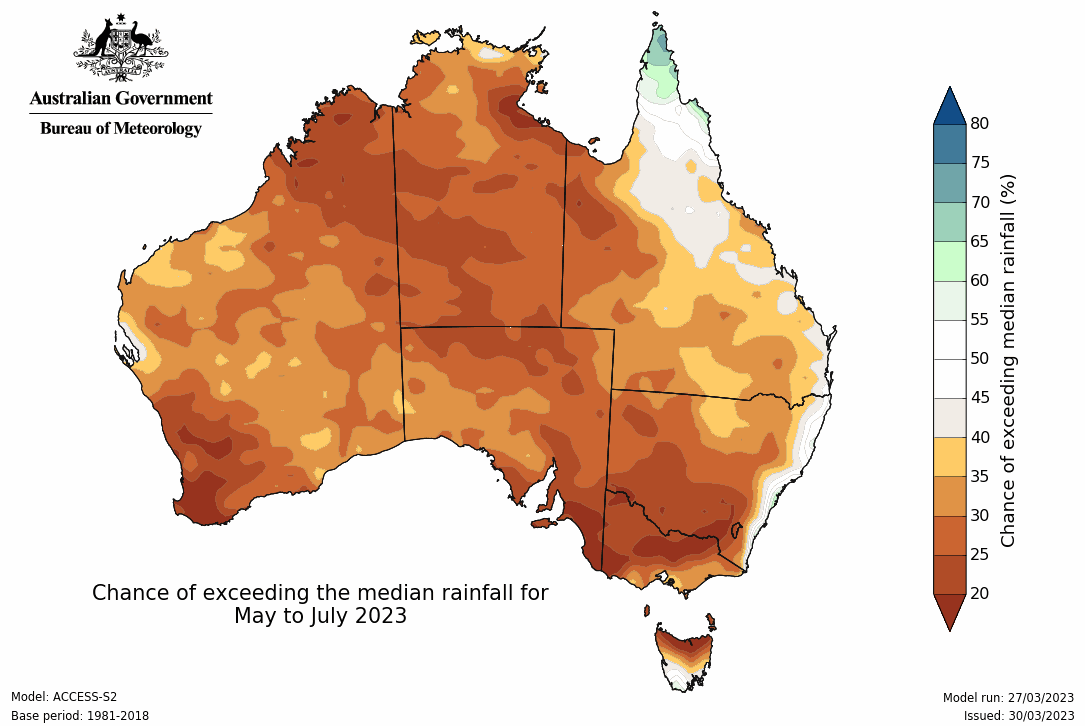 Australian Government
Bureau of Meteorology
80
75
70
65
60
55
50
45
40
35
30
25
20
Chance of exceeding median rainfall (%)
Chance of exceeding the median rainfall for
May to July 2023
Model: ACCESS-S2
Base period: 1981-2018
Model run: 27/03/2023
Issued: 30/03/2023